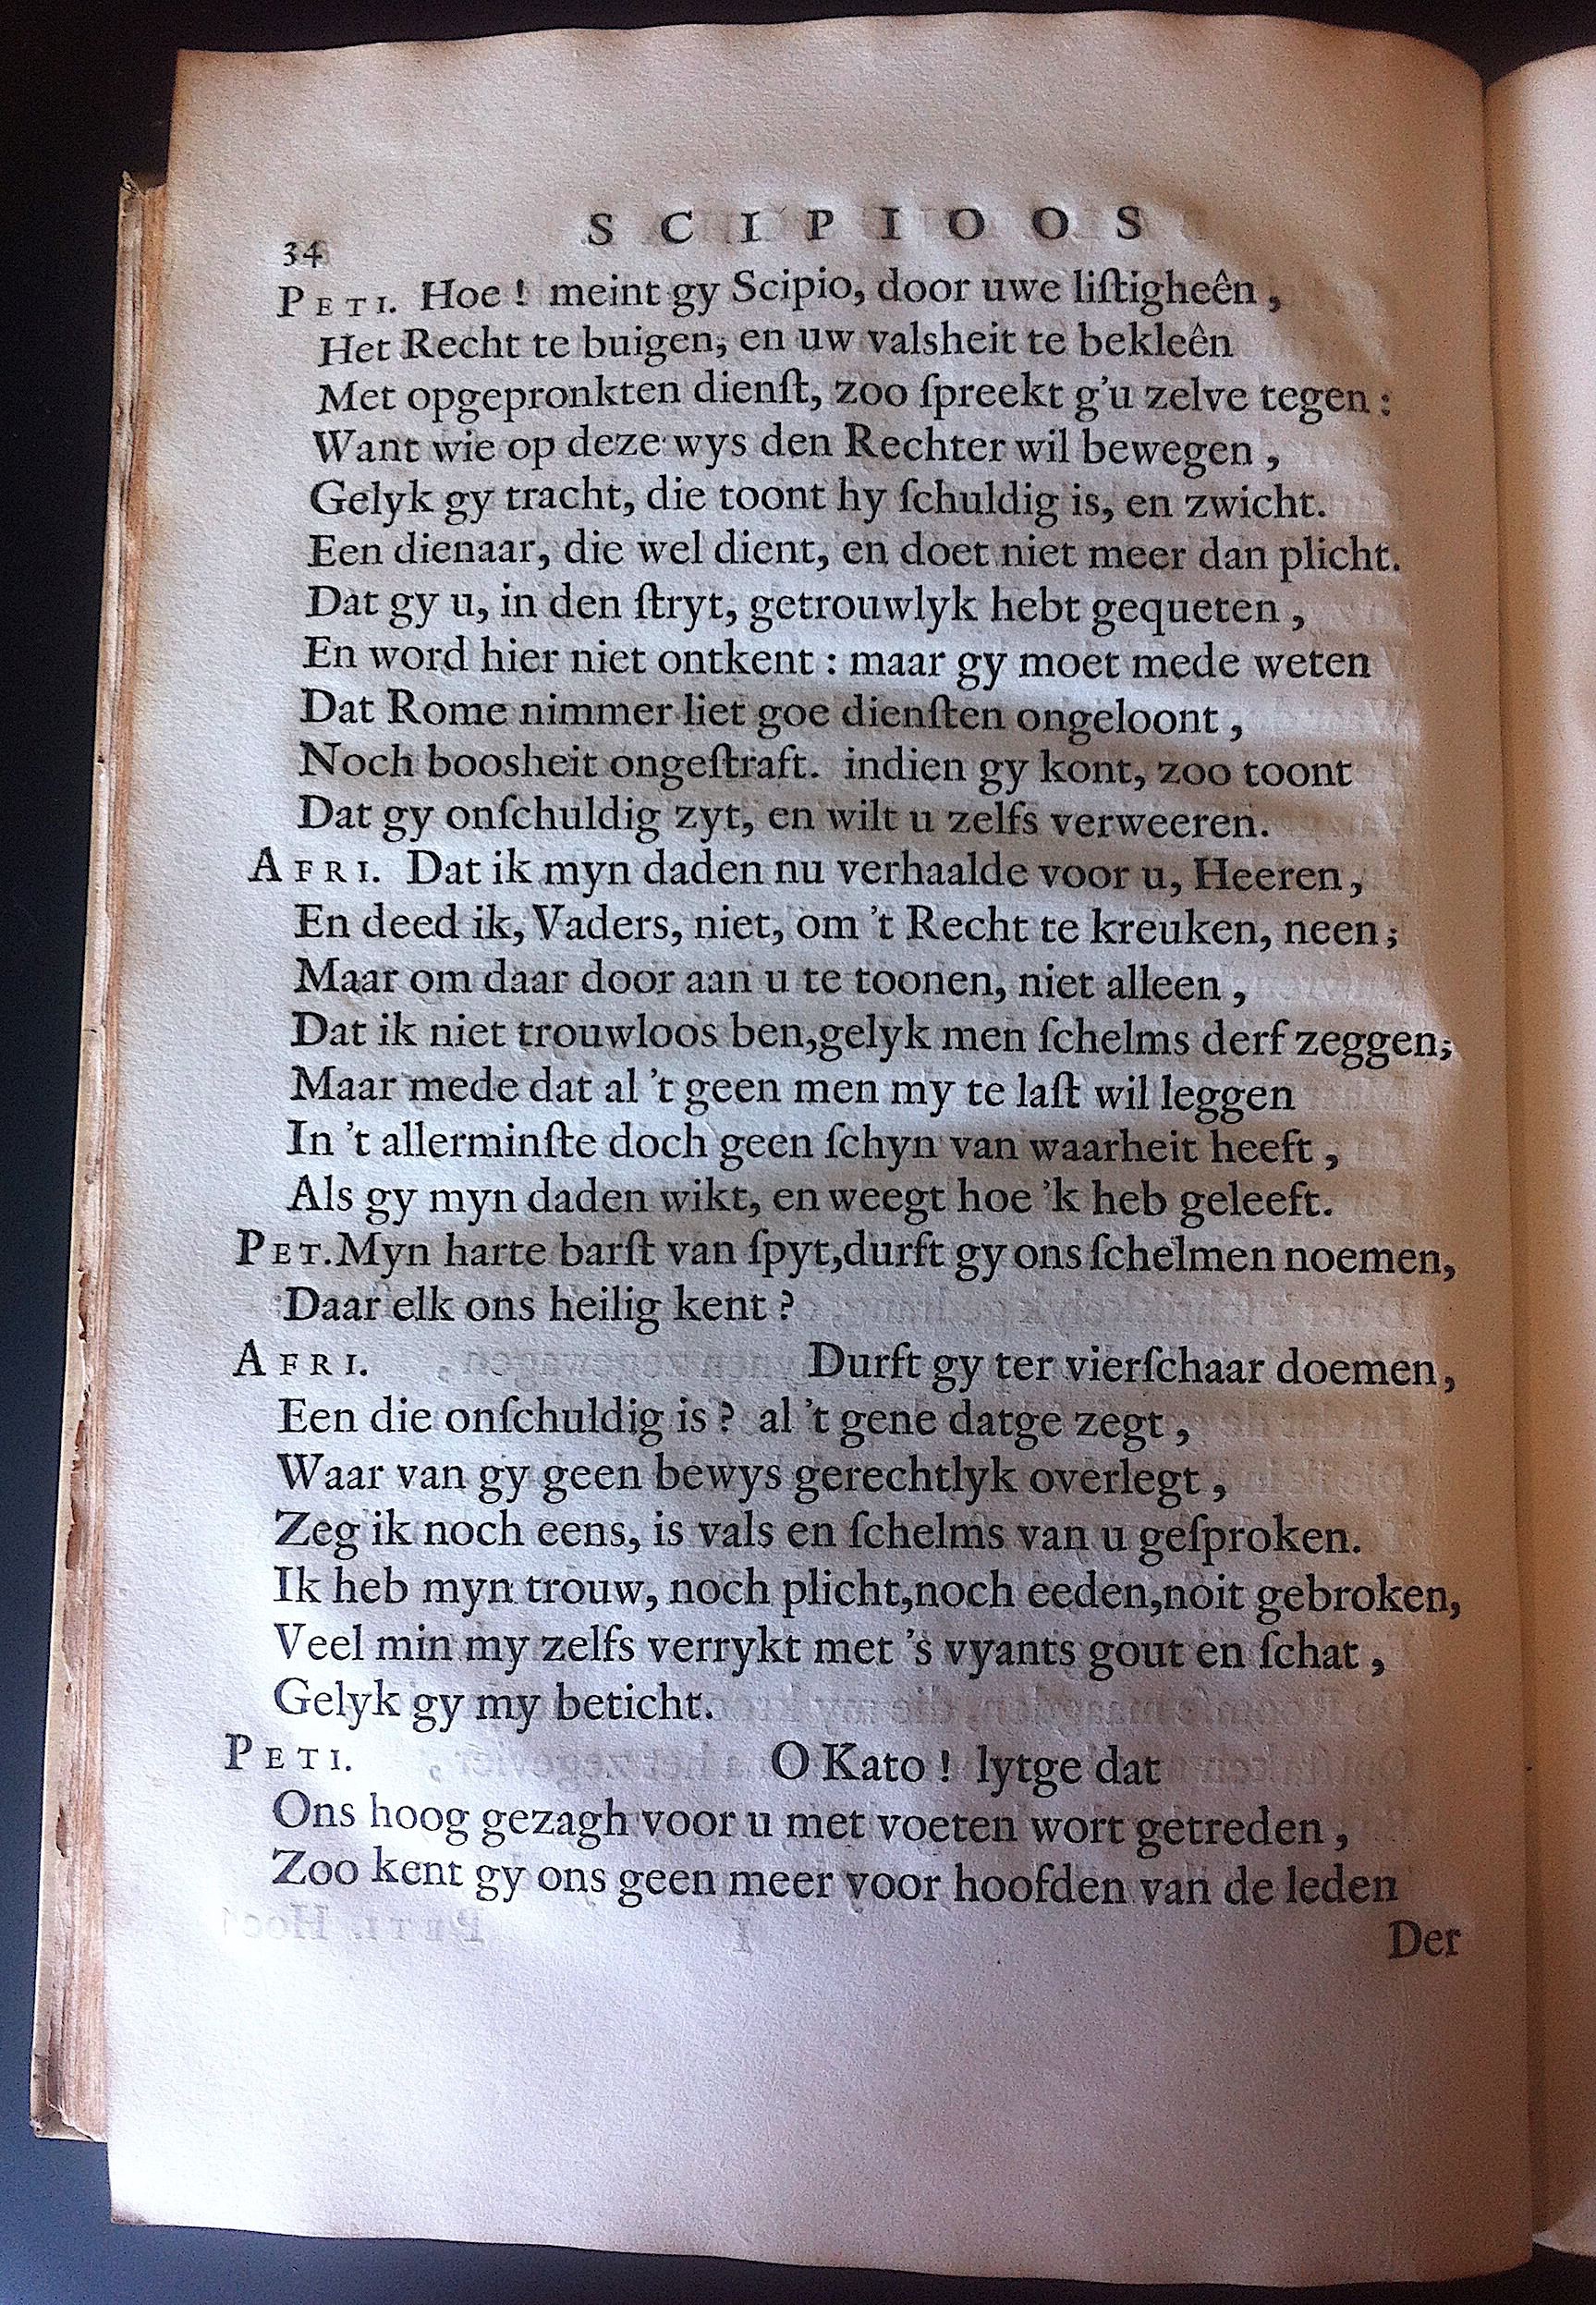 34
S C I P I O O S
PETI. Hoe ! meint gy Scipio, door uwe liſtigheên ,
Het Recht te buigen, en uw valsheit te bekleên
Met opgepronkten dienſt, zoo ſpreekt g'u zelve tegen :
Want wie op deze wys den Rechter wil bewegen ,
Gelyk gy tracht, die toont hy ſchuldig is, en zwicht.
Een dienaar, die wel dient, en doet niet meer dan plicht.
Dat gy u, in den ſtryt, getrouwlyk hebt gequeten ,
En word hier niet ontkent : maar gy moet mede weten
Dat Rome nimmer liet goe dienſten ongeloont ,
Noch boosheit ongeſtraft. indien gy kont, zoo toont
Dat gy onſchuldig zyt, en wilt u zelfs verweeren.
AFRI. Dat ik myn daden nu verhaalde voor u, Heeren ,
En deed ik, Vaders, niet, om 't Recht te kreuken, neen ;
Maar om daar door aan u te toonen, niet alleen ,
Dat ik niet trouwloos ben,gelyk men ſchelms derf zeggen;
Maar mede dat al 't geen men my te laſt wil leggen
In 't allerminſte doch geen ſchyn van waarheit heeft ,
Als gy myn daden wikt, en weegt hoe 'k heb geleeft.
PET.Myn harte barſt van ſpyt,durft gy ons ſchelmen noemen,
Daar elk ons heilig kent ?
AFRI. Durft gy ter vierſchaar doemen,
Een die onſchuldig is ? al 't gene datge zegt ,
Waar van gy geen bewys gerechtlyk overlegt ,
Zeg ik noch eens, is vals en ſchelms van u geſproken.
Ik heb myn trouw, noch plicht,noch eeden,noit gebroken,
Veel min my zelfs verrykt met 's vyants gout en ſchat ,
Gelyk gy my beticht.
PETI. O Kato ! lytge dat
Ons hoog gezagh voor u met voeten wort getreden ,
Zoo kent gy ons geen meer voor hoofden van de leden
Der